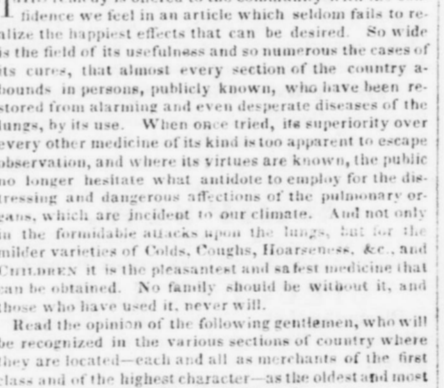 remedy is offered to the community with the con-
fidence we feel in an article which seldom fails to re-
alize the happiest effects that can be desired. So wide
is the field of its usefulness and so numerous the cases of
its cures, that almost every section of the country a-
bounds in persons, publicly known, who have been re-
stored from alarming and even desperate diseases of the
lungs, by its use. When once tried, its superiority over
every other medicine of its kind is too apparent to escape
observation, and where its virtues are known, the public
no longer hesitate what antidote to employ for the dis-
tressing and dangerous affections of the pulmonary or-
gans, which are incident to our climate. And not only
in the formidable attacks upon the lungs, but for the
milder varieties of Colds, Coughs, Hoarseness, &c., and
CHILDREN it is the pleasantest and safest medicine that
can be obtained. No family should be without it, and
those who have used it, never will.
Read the opinion of the following gentlemen, who will
be recognized in the various sections of country where
they are located—each and all as merchants of the first
class and of the highest character—as the oldest and most